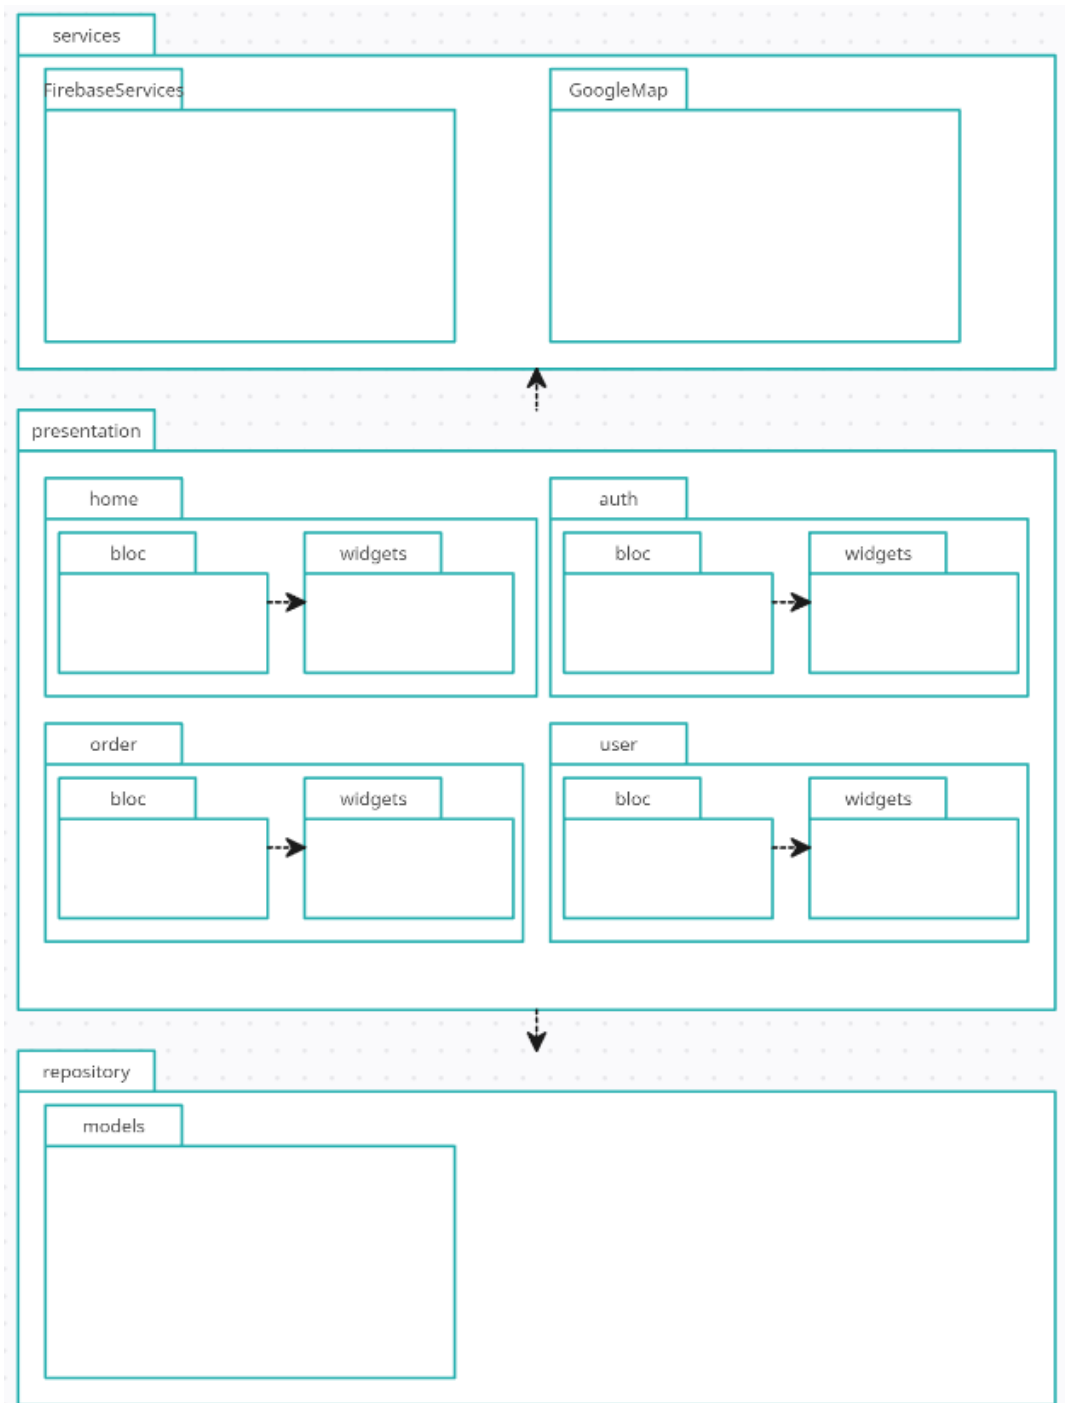 services
FirebaseServices
GoogleMap
presentation
home
auth
bloc
widgets
bloc
widgets
order
user
bloc
widgets
bloc
widgets
repository
models